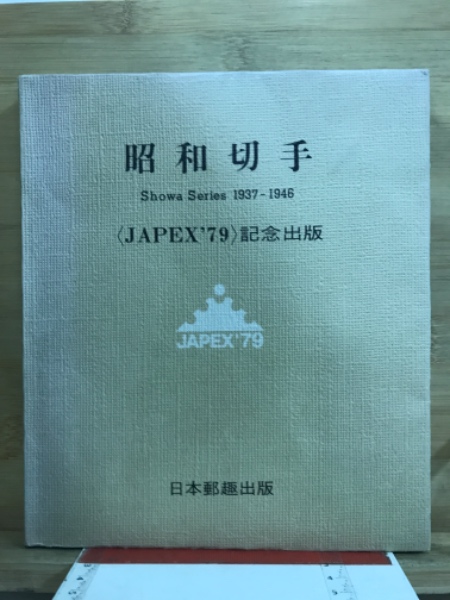 昭和切手
Showa Series 1937-1946
〈JAPEX'79〉記念出版
JAPEX'79
日本郵趣出版